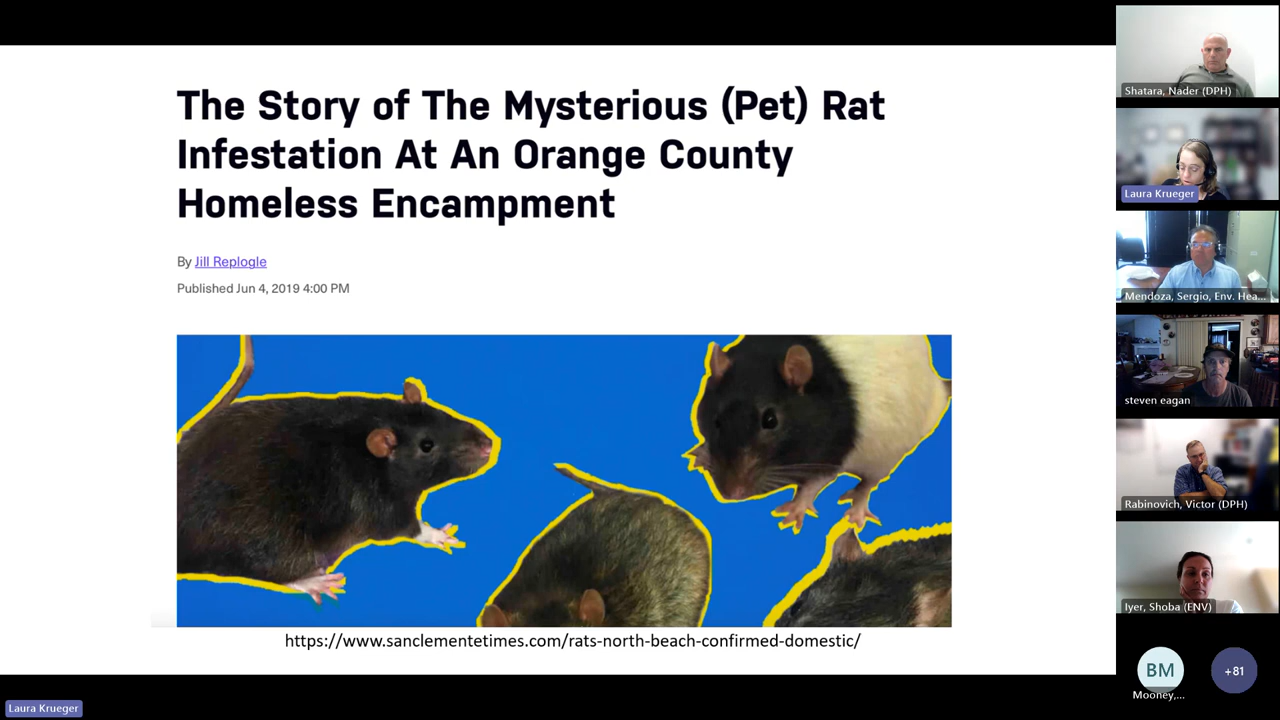 The Story of The Mysterious (Pet) Rat
Infestation At An Orange County
Homeless Encampment
By Jill Replogle
Published Jun 4, 2019 4:00 PM
https://www.sanclementetimes.com/rats-north-beach-confirmed-domestic/
Laura Krueger
Shatara, Nader (DPH)
Laura Krueger
Mendoza, Sergio, Env. Hea...
steven eagan
Rabinovich, Victor (DPH)
Iyer, Shoba (ENV)
BM
Mooney,...
+81